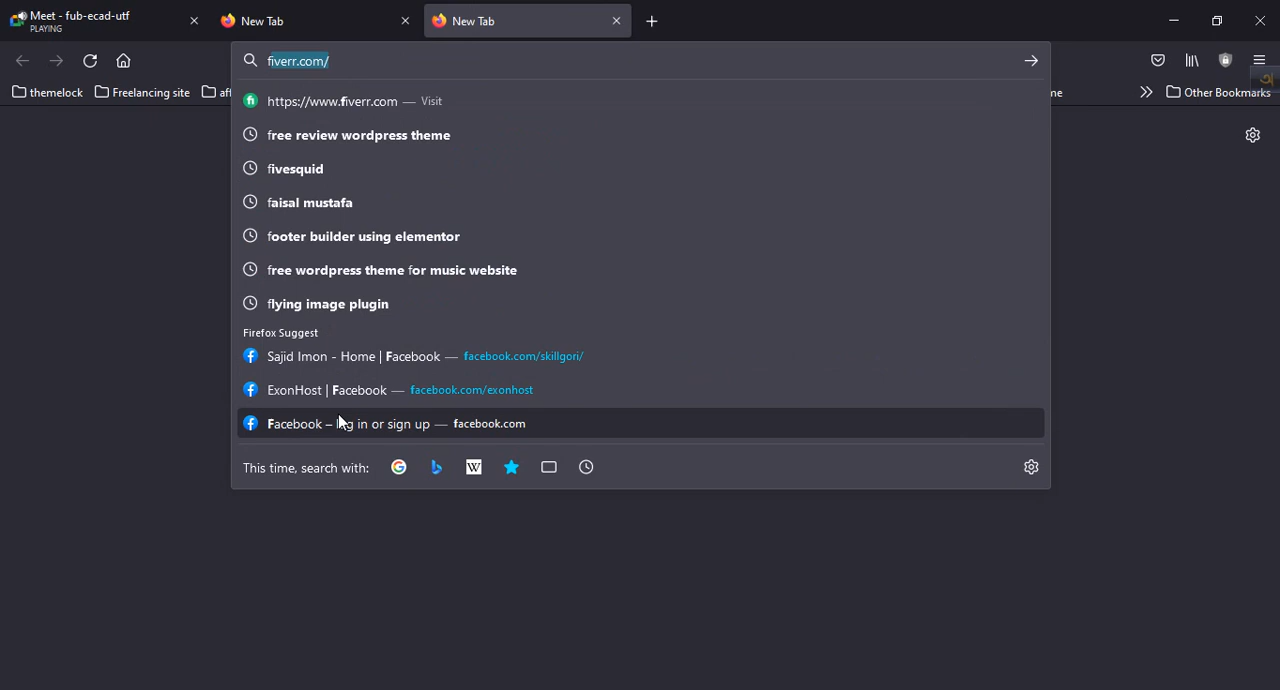 Meet - fub-ecad-utf
PLAYING
New Tab
New Tab
fiverr.com/
themelock
Freelancing site
aff
me
Other Bookmarks
https://www.fiverr.com — Visit
free review wordpress theme
fivesquid
faisal mustafa
footer builder using elementor
free wordpress theme for music website
flying image plugin
Firefox Suggest
Sajid Imon - Home | Facebook — facebook.com/skillgori/
ExonHost | Facebook — facebook.com/exonhost
Facebook – log in or sign up — facebook.com
This time, search with: